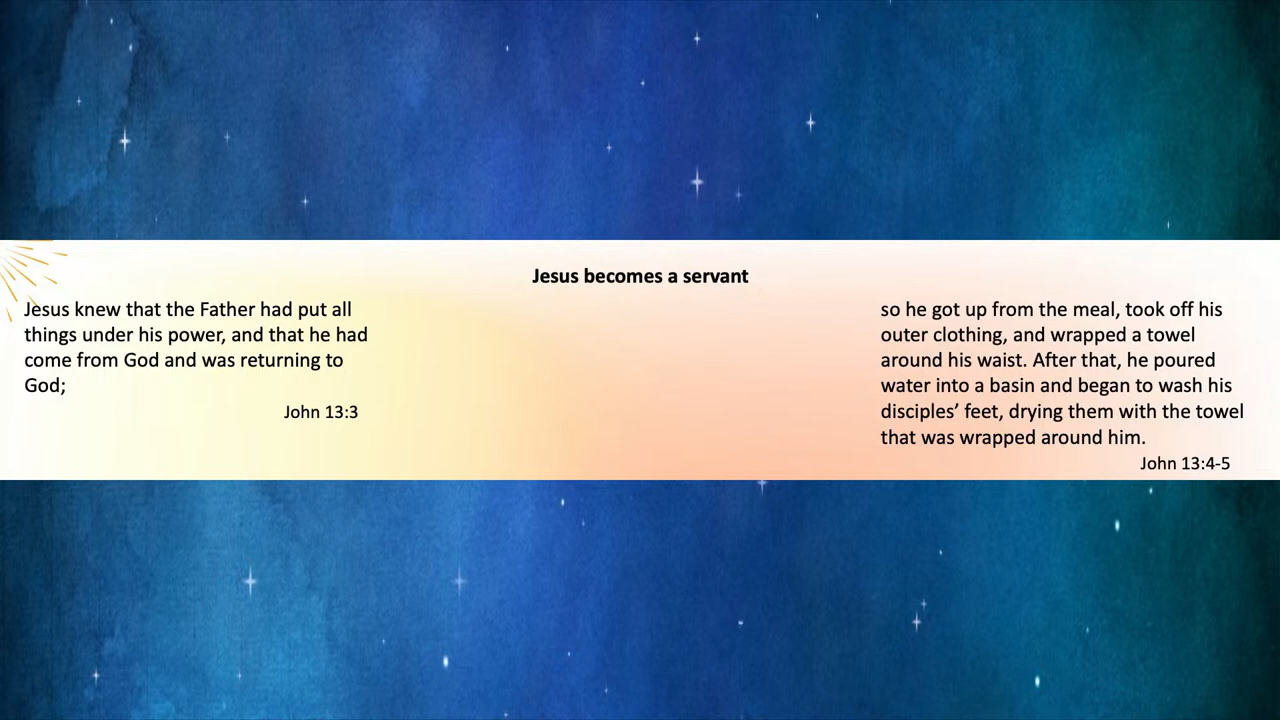 Jesus becomes a servant
Jesus knew that the Father had put all
things under his power, and that he had
come from God and was returning to
God;
John 13:3
so he got up from the meal, took off his
outer clothing, and wrapped a towel
around his waist. After that, he poured
water into a basin and began to wash his
disciples’ feet, drying them with the towel
that was wrapped around him.
John 13:4-5